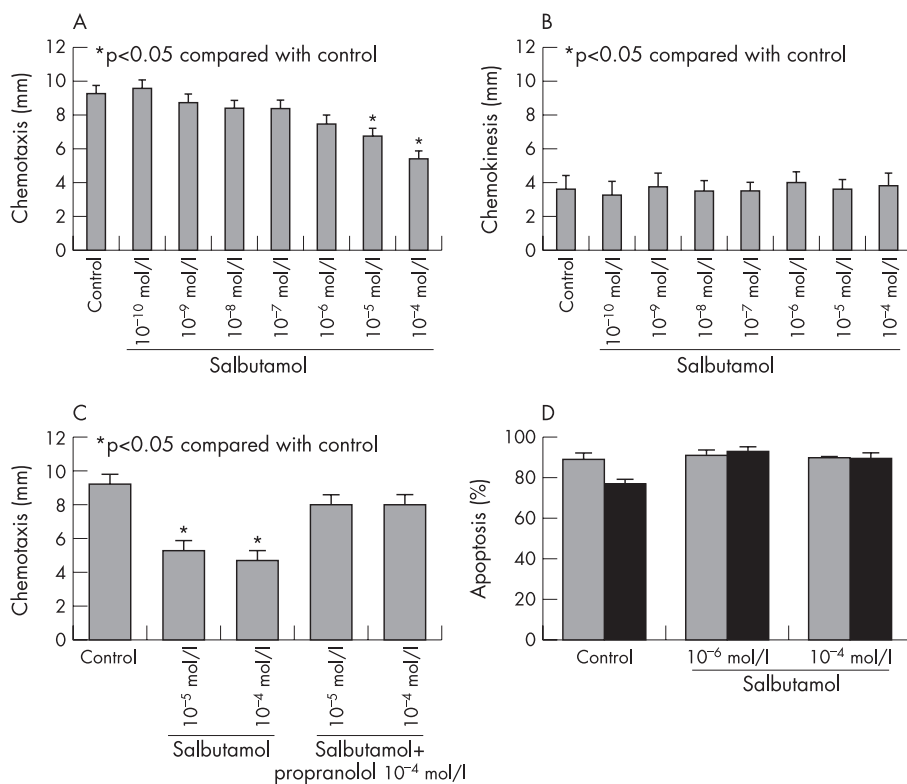 A
*p<0.05 compared with control
Chemotaxis (mm)
12
10
8
6
4
2
0
Control
10⁻¹⁰ mol/l
10⁻⁹ mol/l
10⁻⁸ mol/l
10⁻⁷ mol/l
10⁻⁶ mol/l
10⁻⁵ mol/l
10⁻⁴ mol/l
* *
Salbutamol
B
*p<0.05 compared with control
Chemokinesis (mm)
12
10
8
6
4
2
0
Control
10⁻¹⁰ mol/l
10⁻⁹ mol/l
10⁻⁸ mol/l
10⁻⁷ mol/l
10⁻⁶ mol/l
10⁻⁵ mol/l
10⁻⁴ mol/l
Salbutamol
C
*p<0.05 compared with control
Chemotaxis (mm)
12
10
8
6
4
2
0
* *
Control
10⁻⁵ mol/l
10⁻⁴ mol/l
10⁻⁵ mol/l
10⁻⁴ mol/l
Salbutamol
Salbutamol+
propranolol 10⁻⁴ mol/l
D
Apoptosis (%)
100
80
60
40
20
0
Control
10⁻⁶ mol/l
10⁻⁴ mol/l
Salbutamol